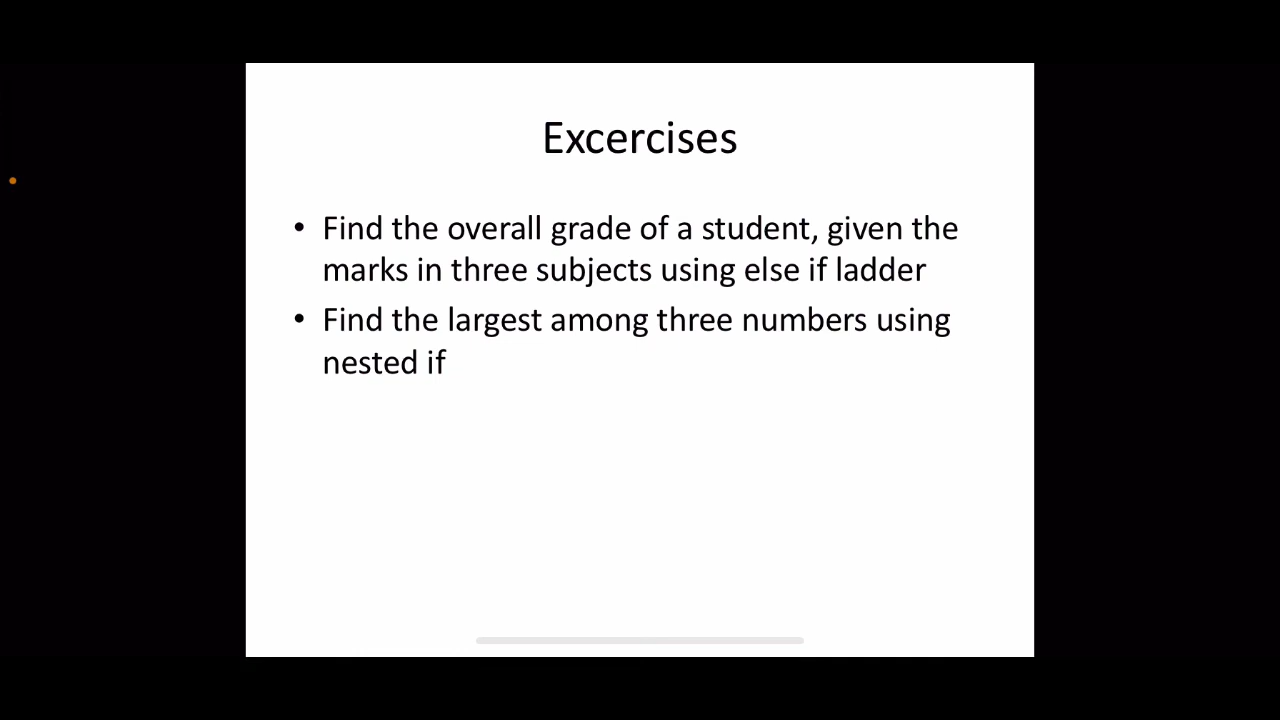 Excercises
• Find the overall grade of a student, given the
marks in three subjects using else if ladder
• Find the largest among three numbers using
nested if